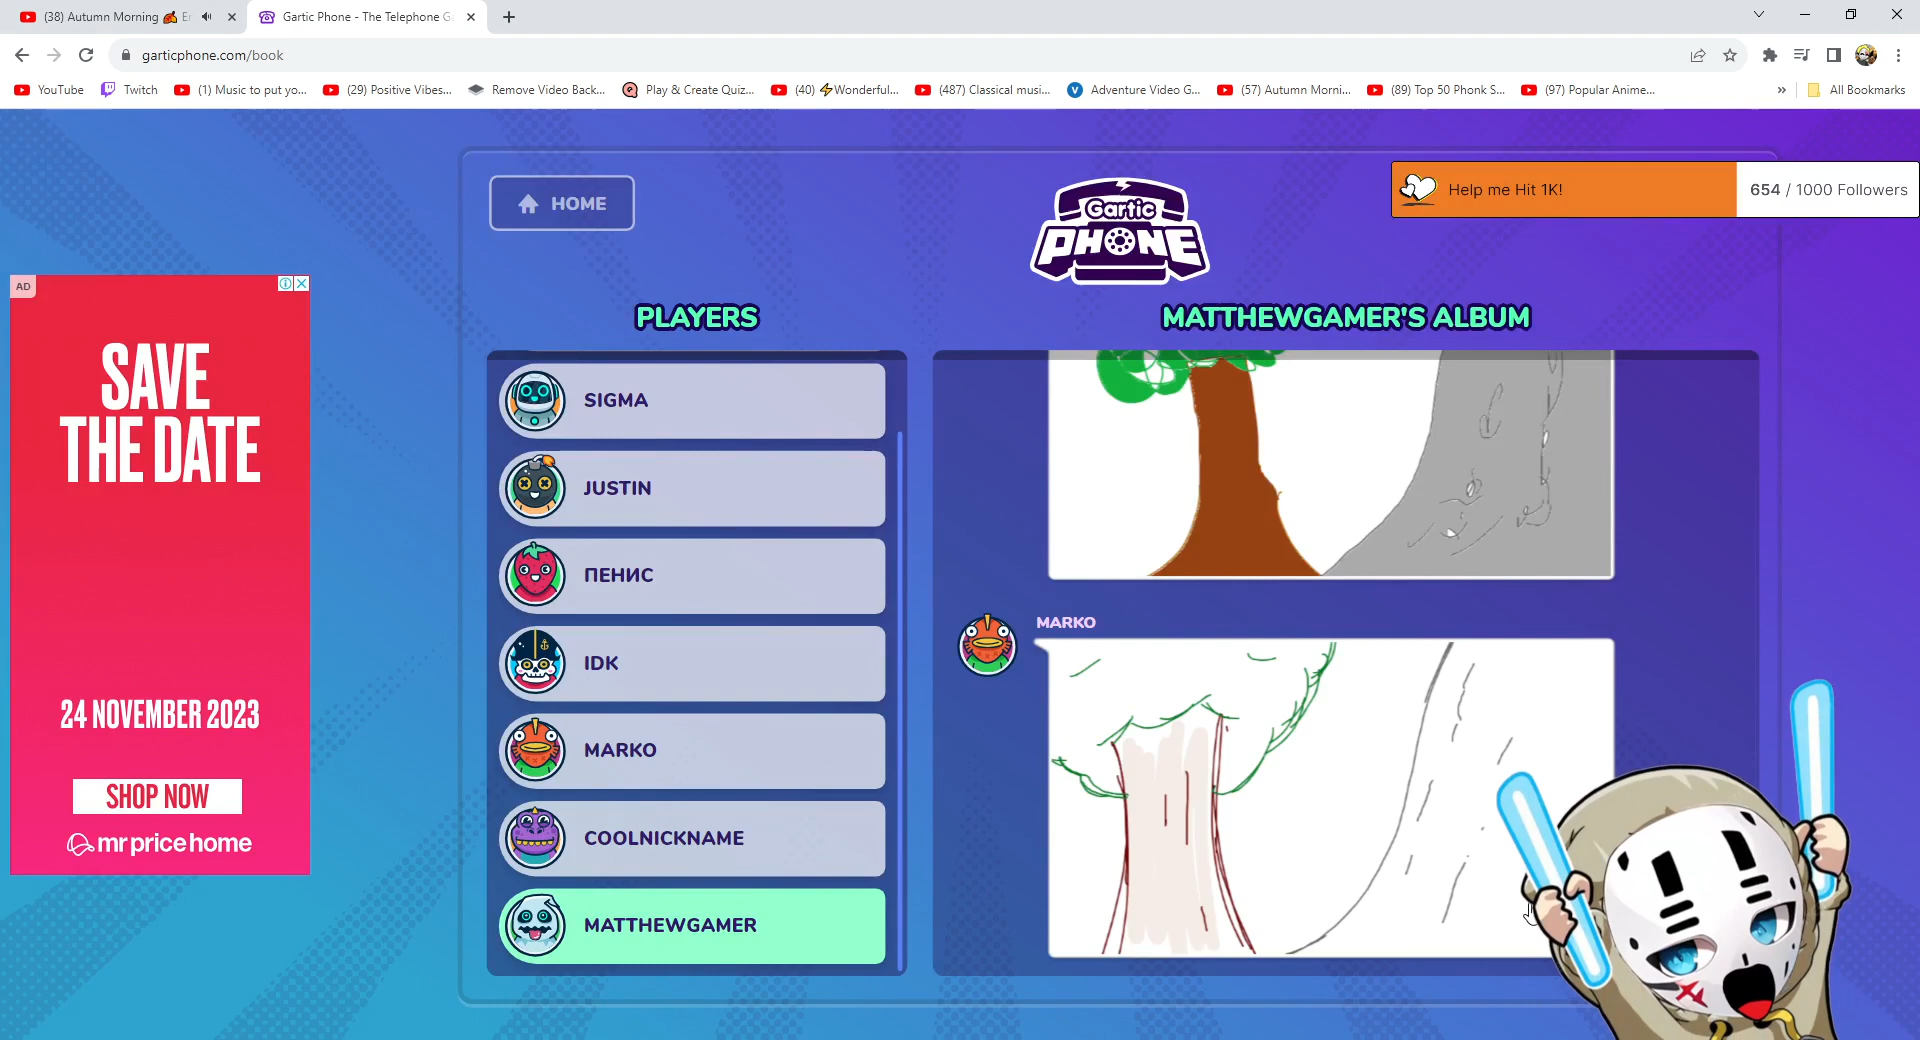 (38) Autumn Morning 🍂 Er
Gartic Phone - The Telephone G
garticphone.com/book
YouTube
Twitch
(1) Music to put yo...
(29) Positive Vibes...
Remove Video Back...
Play & Create Quiz...
(40) ⚡Wonderful...
(487) Classical musi...
Adventure Video G...
(57) Autumn Morni...
(89) Top 50 Phonk S...
(97) Popular Anime...
»
All Bookmarks
HOME
Gartic
PHONE
Help me Hit 1K!
654 / 1000 Followers
AD
SAVE
THE DATE
24 NOVEMBER 2023
SHOP NOW
mr price home
PLAYERS
SIGMA
JUSTIN
ПЕНИС
IDK
MARKO
COOLNICKNAME
MATTHEWGAMER
MATTHEWGAMER'S ALBUM
MARKO